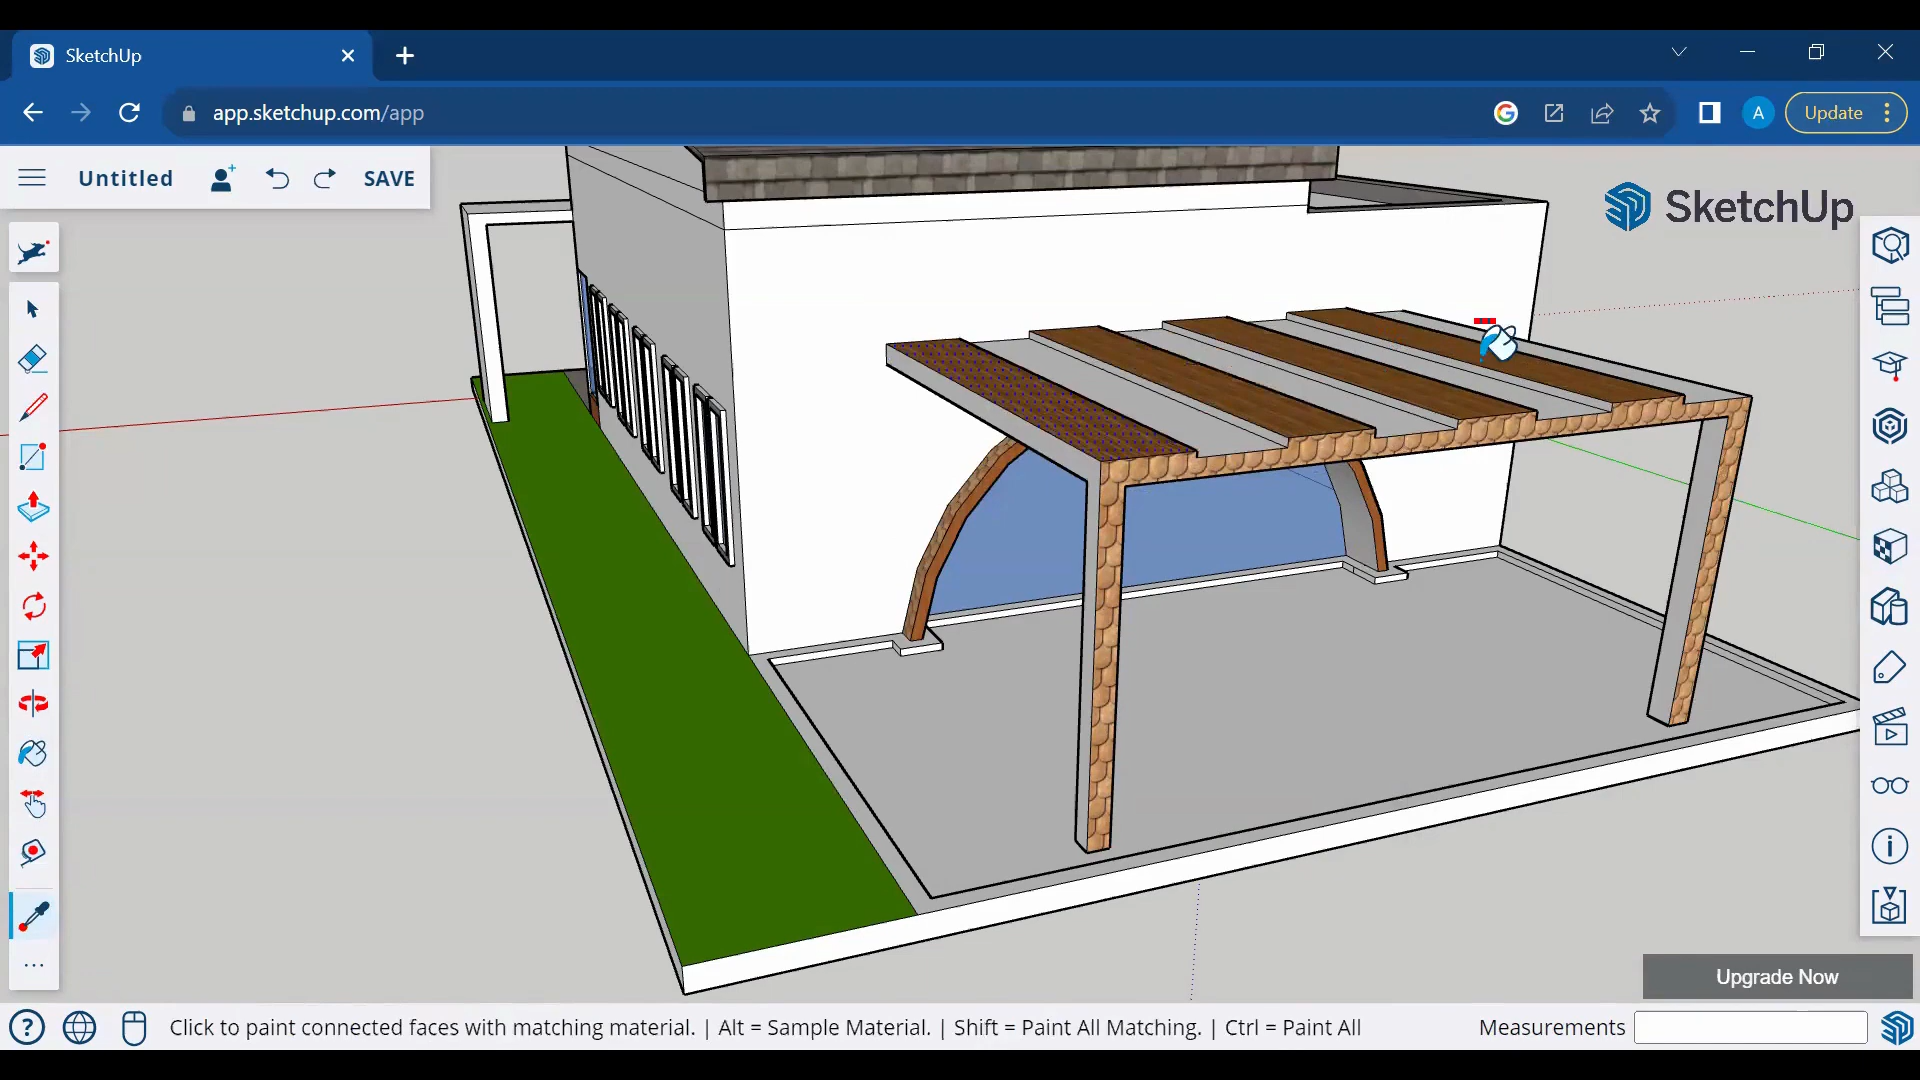 SketchUp
app.sketchup.com/app
A
Update
Untitled
SAVE
SketchUp
Upgrade Now
Click to paint connected faces with matching material. | Alt = Sample Material. | Shift = Paint All Matching. | Ctrl = Paint All
Measurements